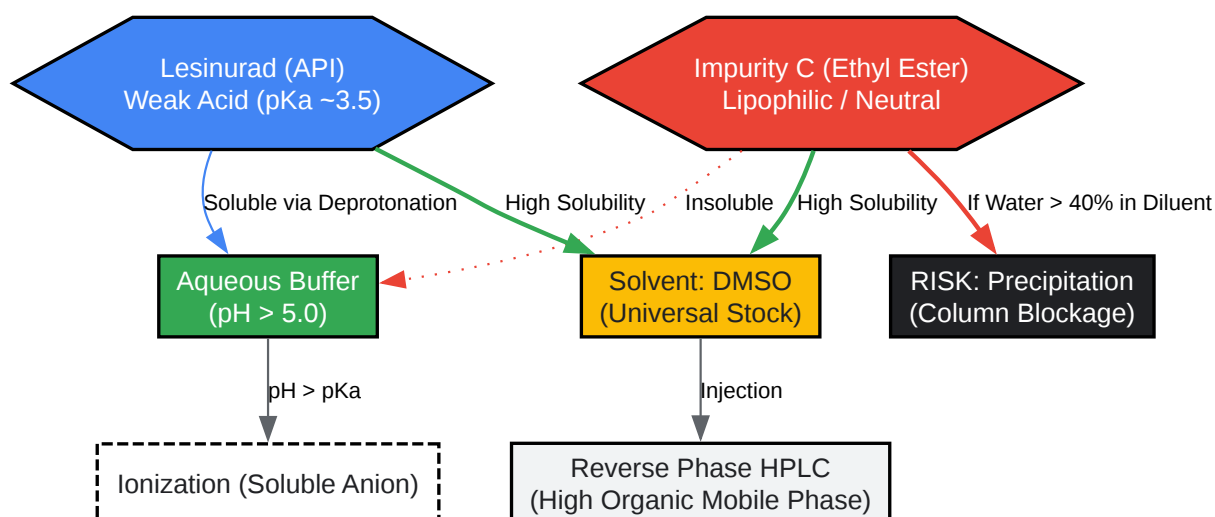 Lesinurad (API)
Weak Acid (pKa ~3.5)
Impurity C (Ethyl Ester)
Lipophilic / Neutral
Soluble via Deprotonation
High Solubility
Insoluble
High Solubility
If Water > 40% in Diluent
Aqueous Buffer
(pH > 5.0)
Solvent: DMSO
(Universal Stock)
RISK: Precipitation
(Column Blockage)
pH > pKa
Injection
Ionization (Soluble Anion)
Reverse Phase HPLC
(High Organic Mobile Phase)